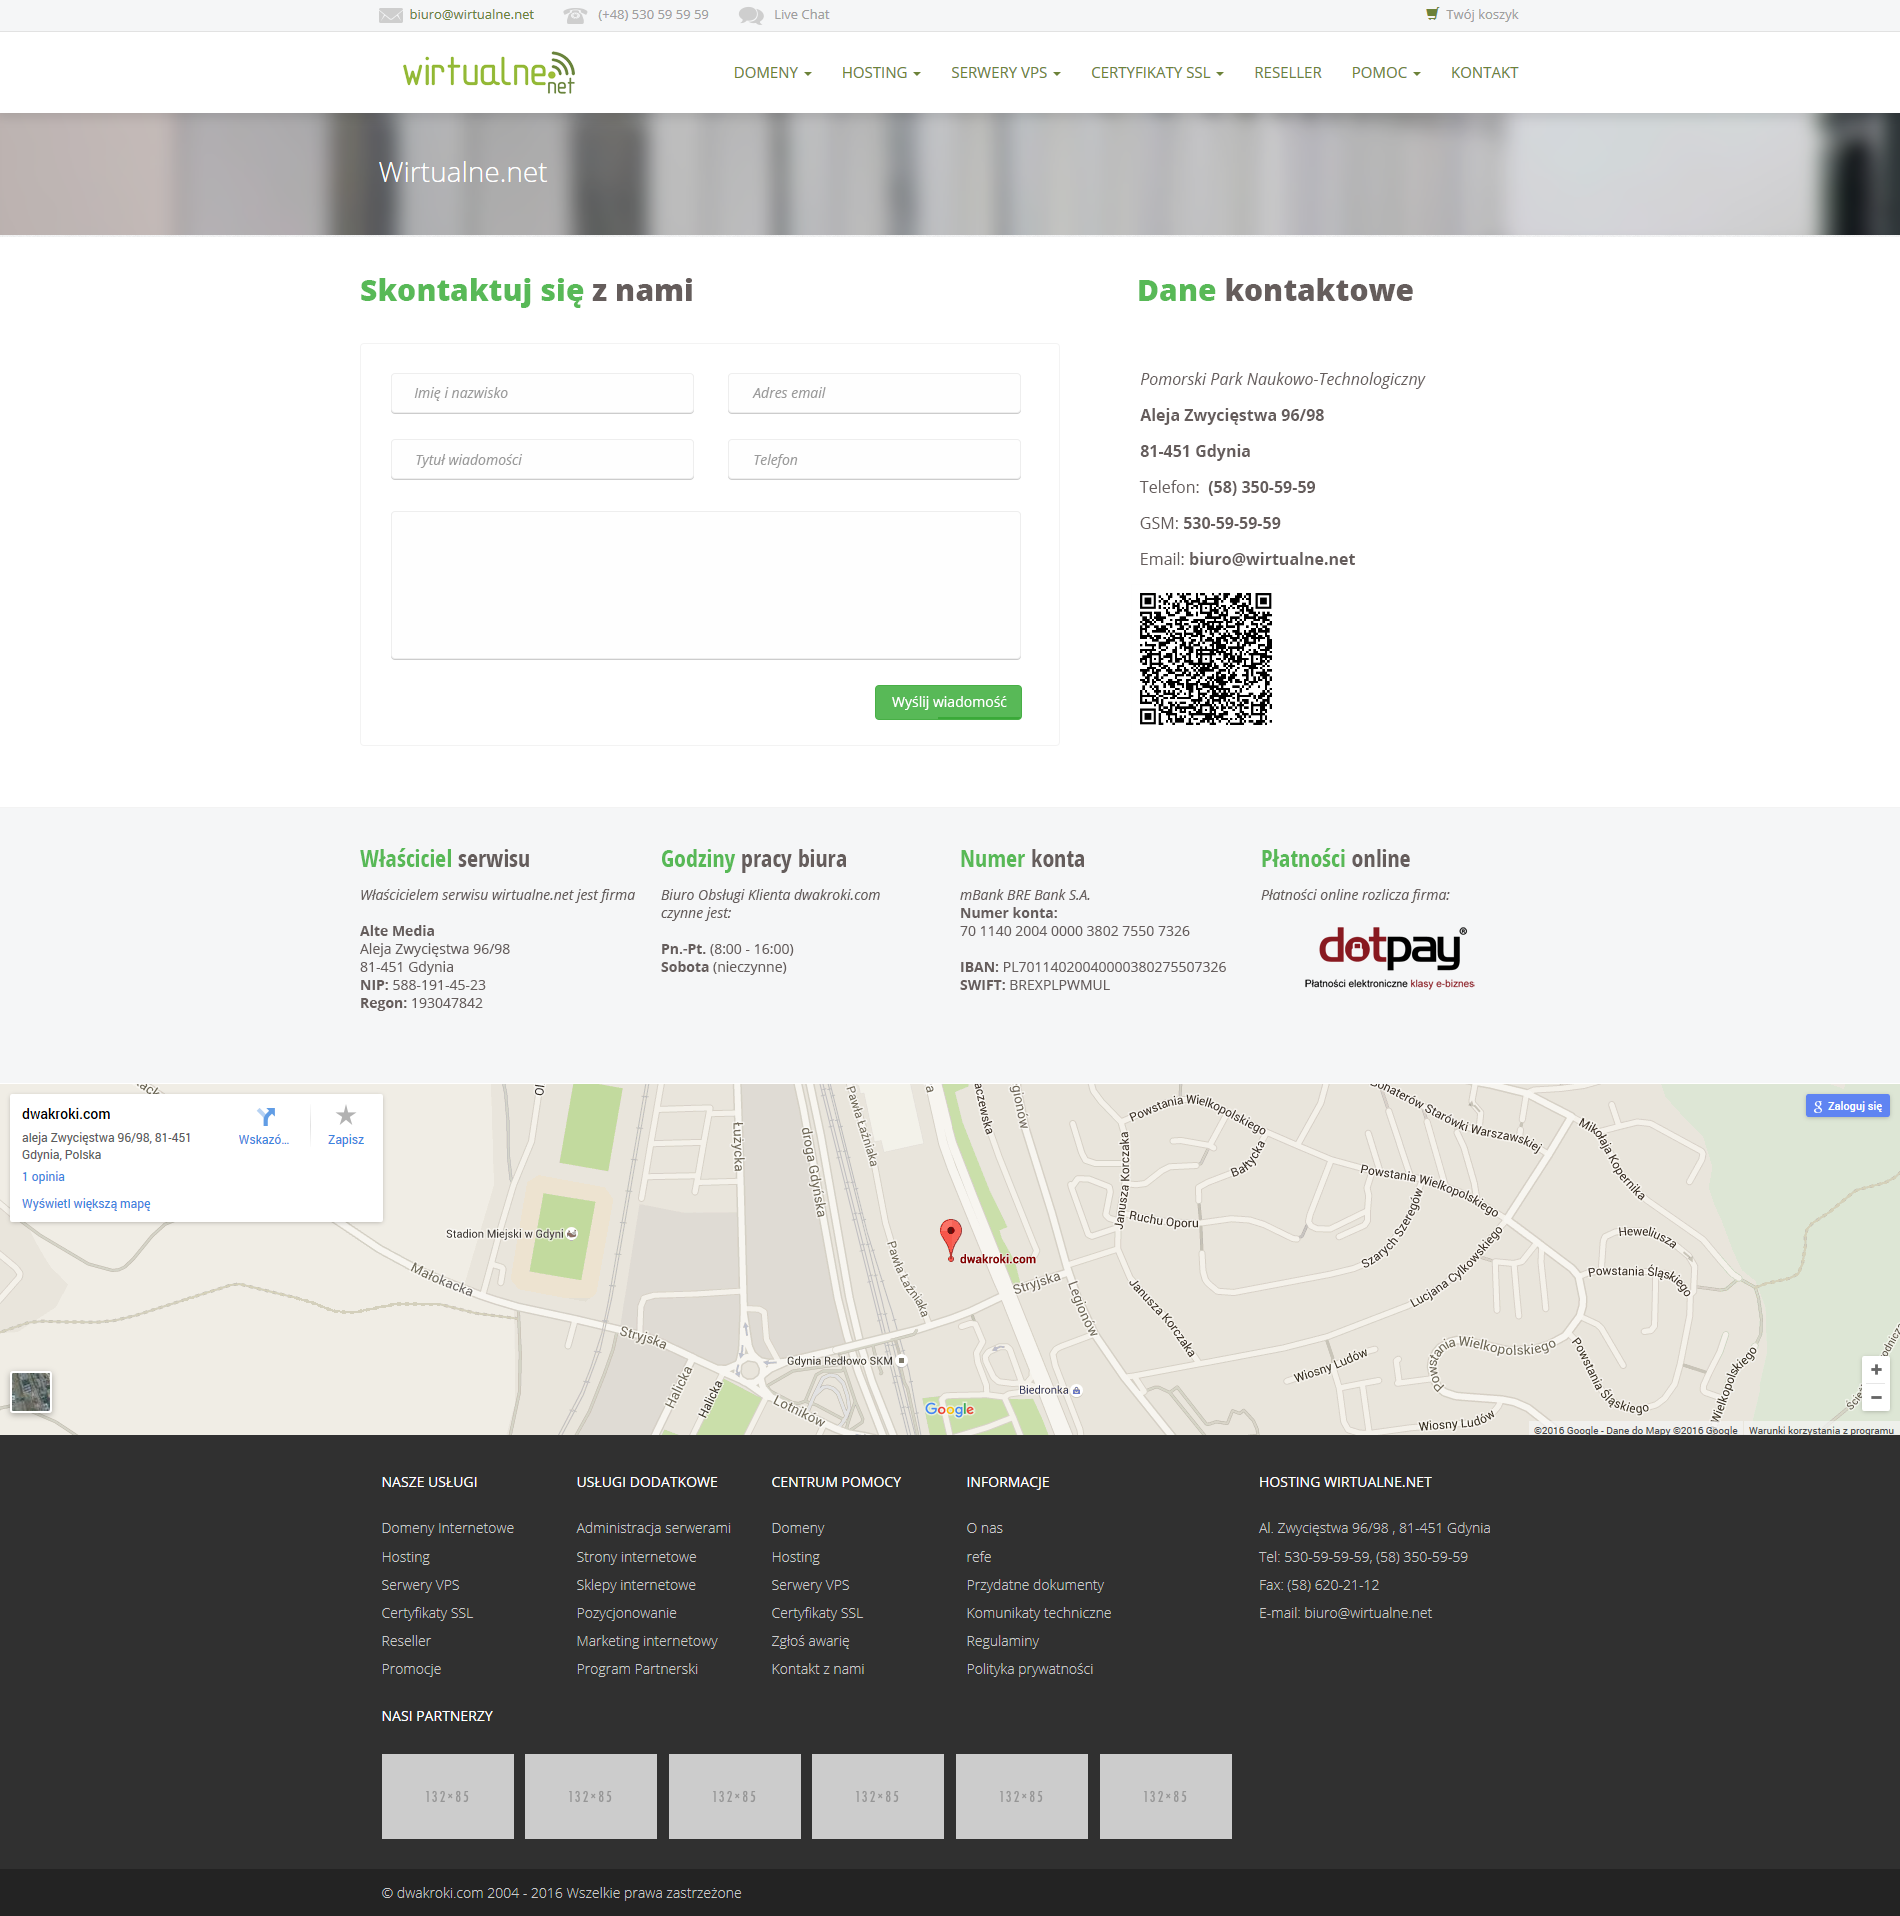 biuro@wirtualne.net (+48) 530 59 59 59 Live Chat Twój koszyk
wirtualne.net
DOMENY HOSTING SERWERY VPS CERTYFIKATY SSL RESELLER POMOC KONTAKT
Wirtualne.net
Skontaktuj się z nami
Imię i nazwisko
Adres email
Tytuł wiadomości
Telefon
Wyślij wiadomość
Dane kontaktowe
Pomorski Park Naukowo-Technologiczny
Aleja Zwycięstwa 96/98
81-451 Gdynia
Telefon: (58) 350-59-59
GSM: 530-59-59-59
Email: biuro@wirtualne.net
Właściciel serwisu
Właścicielem serwisu wirtualne.net jest firma
Alte Media
Aleja Zwycięstwa 96/98
81-451 Gdynia
NIP: 588-191-45-23
Regon: 193047842
Godziny pracy biura
Biuro Obsługi Klienta dwakroki.com
czynne jest:
Pn.-Pt. (8:00 - 16:00)
Sobota (nieczynne)
Numer konta
mBank BRE Bank S.A.
Numer konta:
70 1140 2004 0000 3802 7550 7326
IBAN: PL70114020040000380275507326
SWIFT: BREXPLPWMUL
Płatności online
Płatności online rozlicza firma:
dotpay®
Płatności elektroniczne klasy e-biznes
dwakroki.com
aleja Zwycięstwa 96/98, 81-451
Gdynia, Polska
1 opinia
Wyświetl większą mapę
Wskazó...
Zapisz
Zaloguj się
Łużycka
droga Gdyńska
Pawła Łaźniaka
Pawła Łaźniaka
Powstania Wielkopolskiego
Bohaterów Starówki Warszawskiej
Mikołaja Kopernika
Bałtycka
Janusza Korczaka
Powstania Wielkopolskiego
Ruchu Oporu
Stadion Miejski w Gdyni
Szarych Szeregów
Heweliusza
dwakroki.com
Małokacka
Stryjska
Powstania Śląskiego
Lucjana Cylkowskiego
Legionów
Janusza Korczaka
Stryjska
Powstania Wielkopolskiego
Gdynia Redłowo SKM
Wiosny Ludów
Powstania Śląskiego
Wielkopolskiego
Halicka
Halicka
Biedronka
Lotników
Google
Wiosny Ludów
+
−
©2016 Google - Dane do Mapy ©2016 Google Warunki korzystania z programu
NASZE USŁUGI
Domeny Internetowe
Hosting
Serwery VPS
Certyfikaty SSL
Reseller
Promocje
USŁUGI DODATKOWE
Administracja serwerami
Strony internetowe
Sklepy internetowe
Pozycjonowanie
Marketing internetowy
Program Partnerski
CENTRUM POMOCY
Domeny
Hosting
Serwery VPS
Certyfikaty SSL
Zgłoś awarię
Kontakt z nami
INFORMACJE
O nas
refe
Przydatne dokumenty
Komunikaty techniczne
Regulaminy
Polityka prywatności
HOSTING WIRTUALNE.NET
Al. Zwycięstwa 96/98 , 81-451 Gdynia
Tel: 530-59-59-59, (58) 350-59-59
Fax: (58) 620-21-12
E-mail: biuro@wirtualne.net
NASI PARTNERZY
132×85 132×85 132×85 132×85 132×85 132×85
© dwakroki.com 2004 - 2016 Wszelkie prawa zastrzeżone